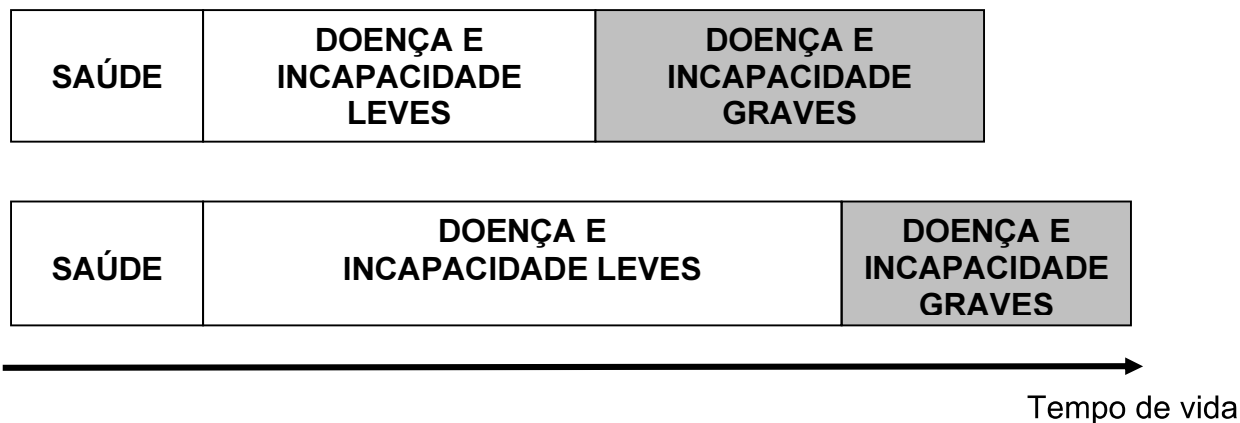 SAÚDE
DOENÇA E
INCAPACIDADE
LEVES
DOENÇA E
INCAPACIDADE
GRAVES
SAÚDE
DOENÇA E
INCAPACIDADE LEVES
DOENÇA E
INCAPACIDADE
GRAVES
Tempo de vida